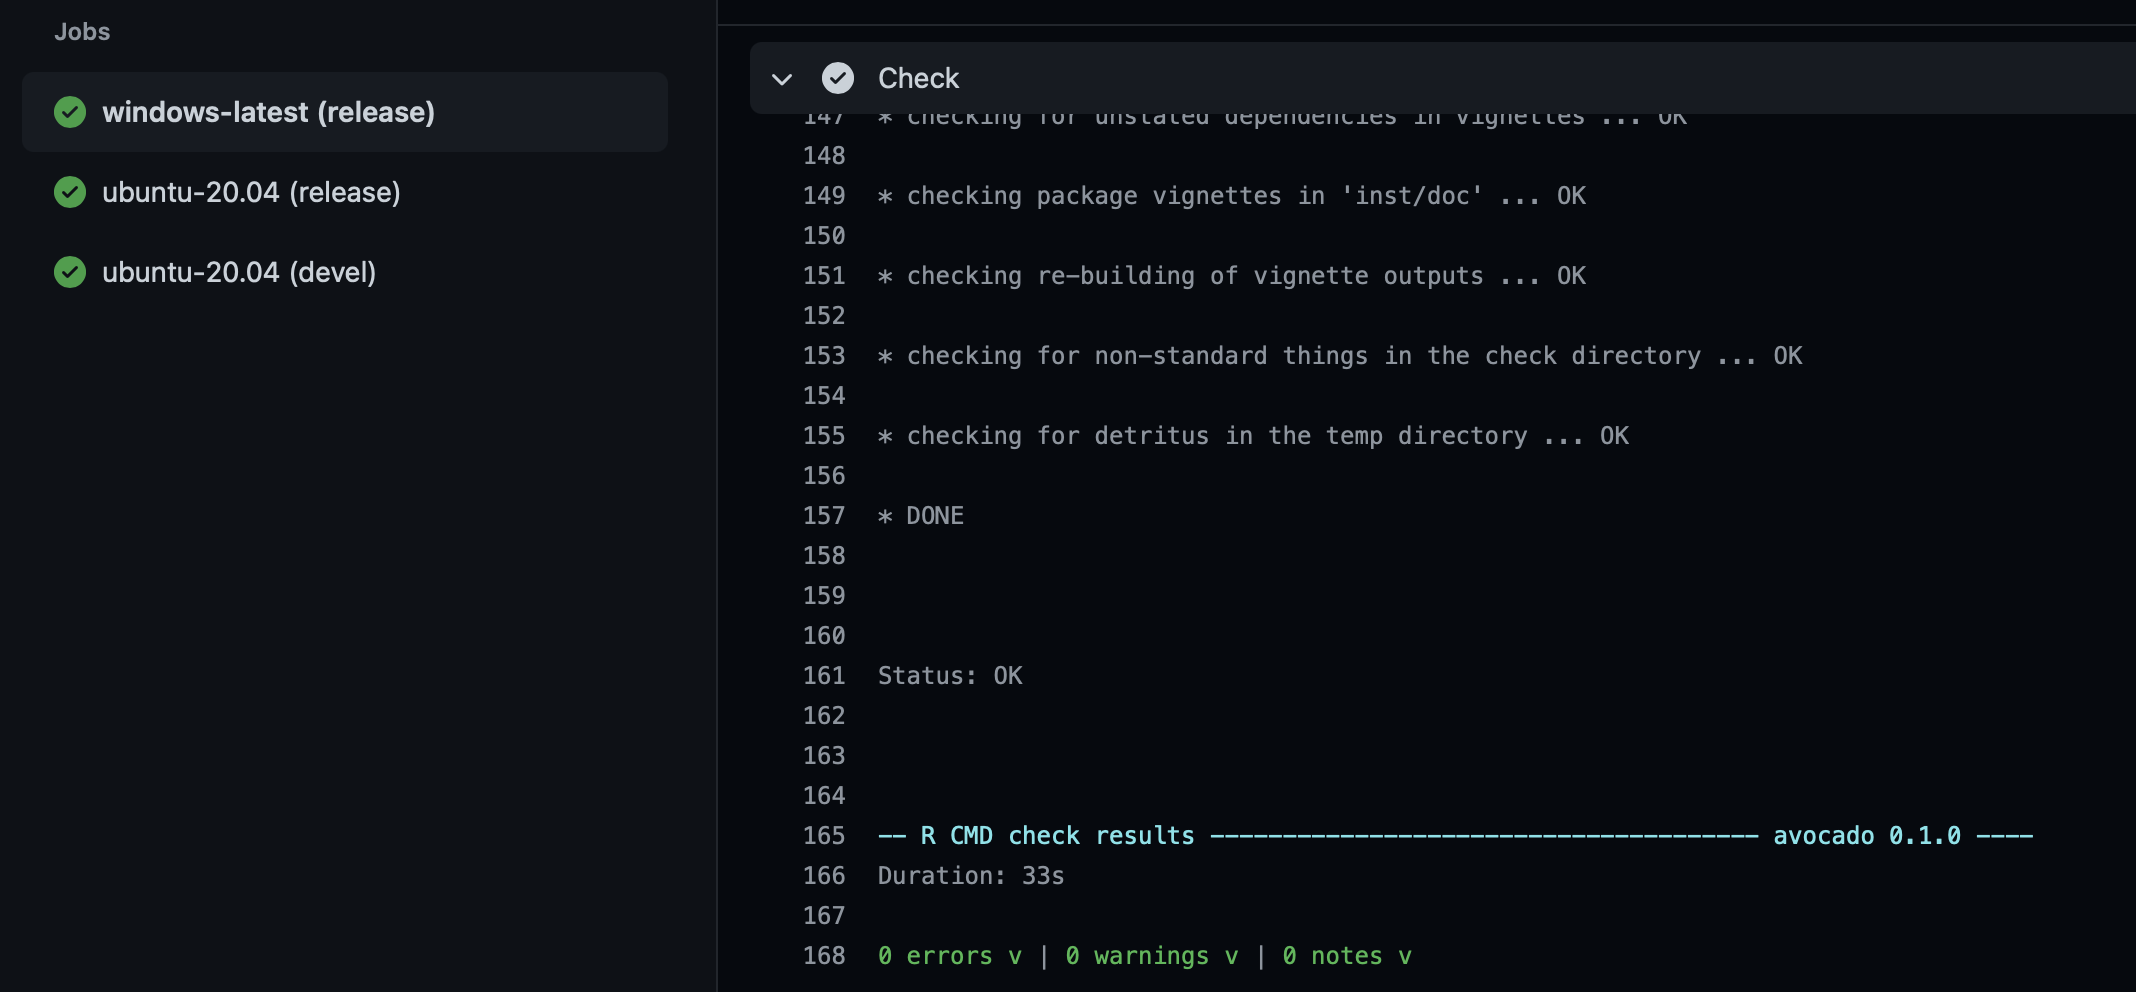 Jobs
windows-latest (release)
ubuntu-20.04 (release)
ubuntu-20.04 (devel)
Check
147 * checking for unstated dependencies in vignettes ... OK
148
149 * checking package vignettes in 'inst/doc' ... OK
150
151 * checking re-building of vignette outputs ... OK
152
153 * checking for non-standard things in the check directory ... OK
154
155 * checking for detritus in the temp directory ... OK
156
157 * DONE
158
159
160
161 Status: OK
162
163
164
165 -- R CMD check results -------------------------------------- avocado 0.1.0 ----
166 Duration: 33s
167
168 0 errors v | 0 warnings v | 0 notes v